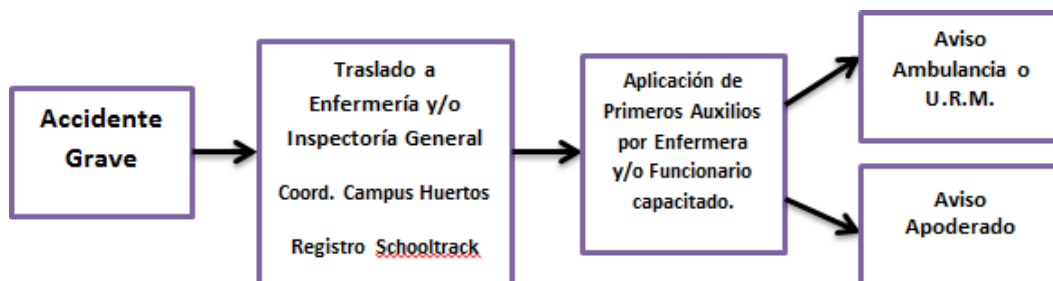 Accidente
Grave
Traslado a
Enfermería y/o
Inspectoría General
Coord. Campus Huertos
Registro Schooltrack
Aplicación de
Primeros Auxilios
por Enfermera
y/o Funcionario
capacitado.
Aviso
Ambulancia o
U.R.M.
Aviso
Apoderado